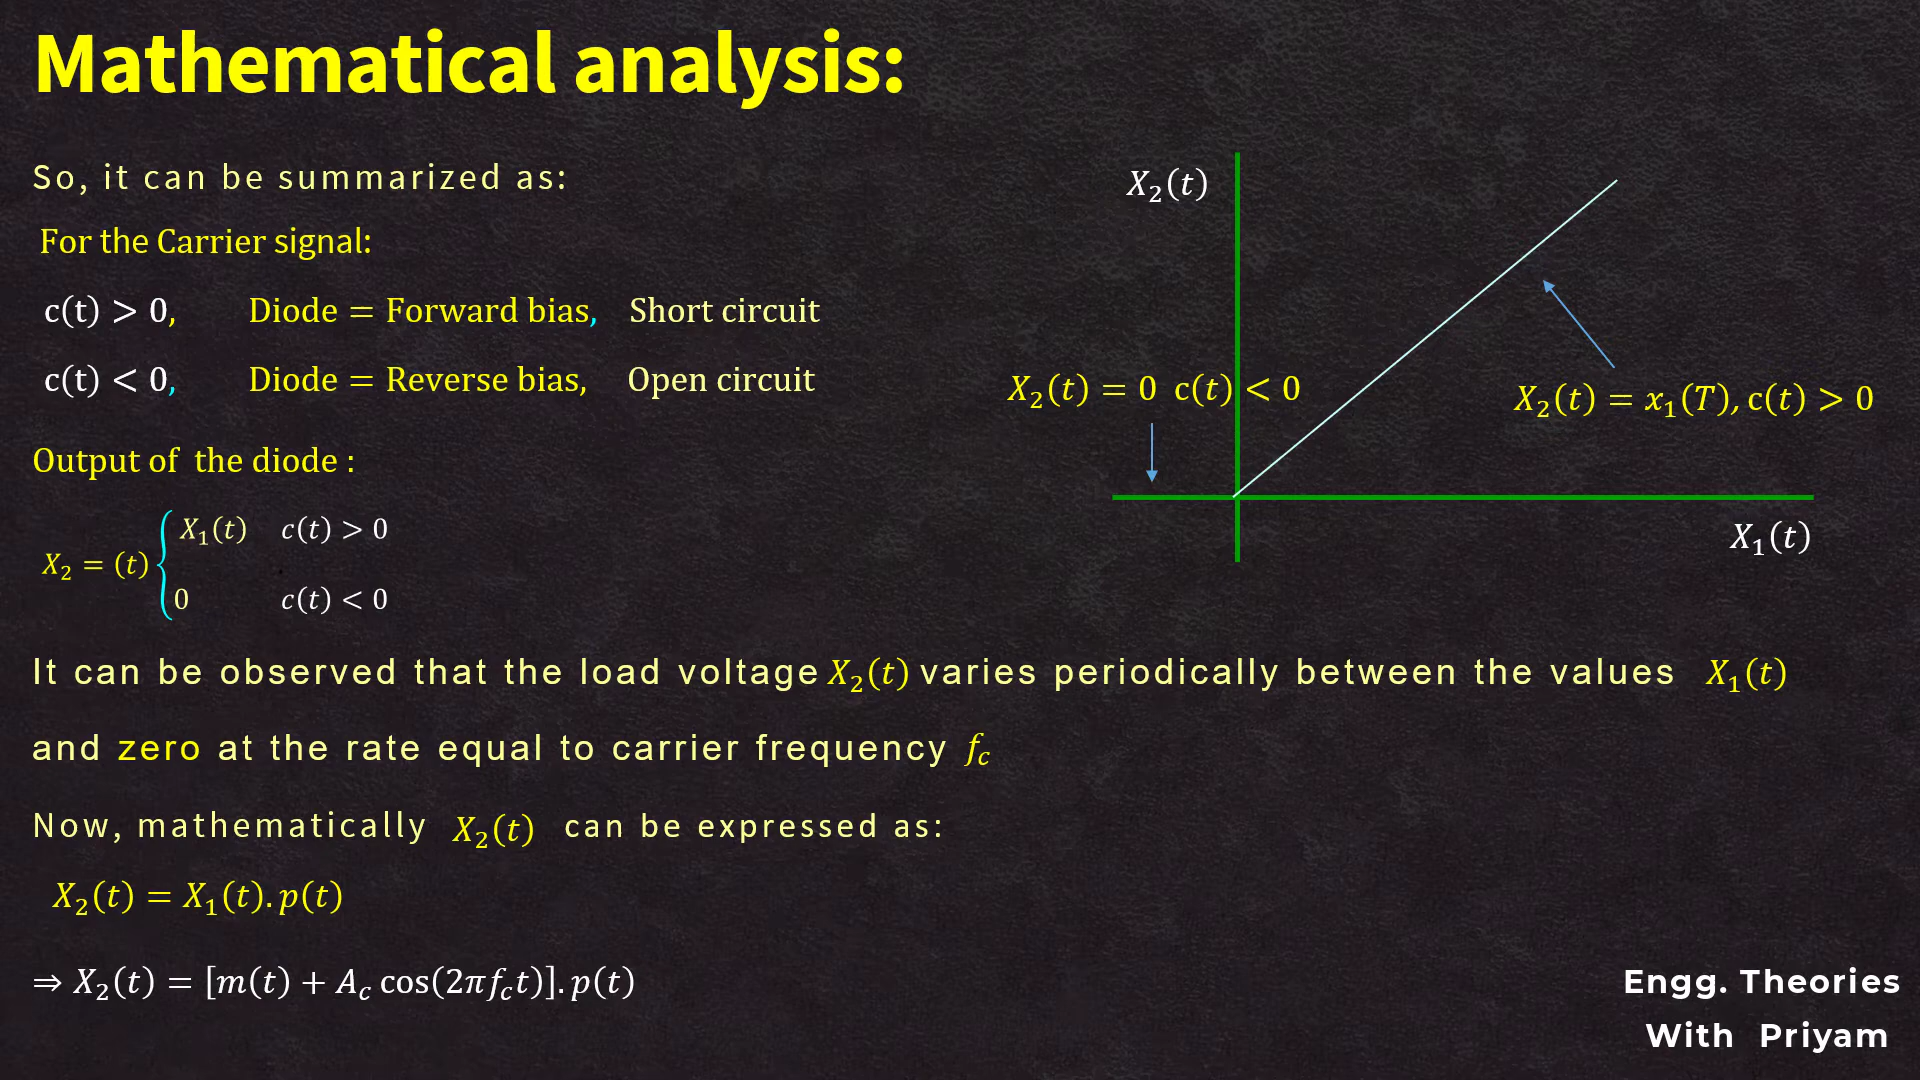 Mathematical analysis:
So, it can be summarized as:
For the Carrier signal:
c(t) > 0, Diode = Forward bias, Short circuit
c(t) < 0, Diode = Reverse bias, Open circuit
Output of the diode :
X₂ = (t) { X₁(t) c(t) > 0
0 c(t) < 0
X₂(t)
X₂(t) = 0 c(t) < 0
X₂(t) = x₁(T), c(t) > 0
X₁(t)
It can be observed that the load voltage X₂(t) varies periodically between the values X₁(t)
and zero at the rate equal to carrier frequency f_c
Now, mathematically X₂(t) can be expressed as:
X₂(t) = X₁(t). p(t)
⇒ X₂(t) = [m(t) + A_c cos(2πf_ct)]. p(t)
Engg. Theories
With Priyam